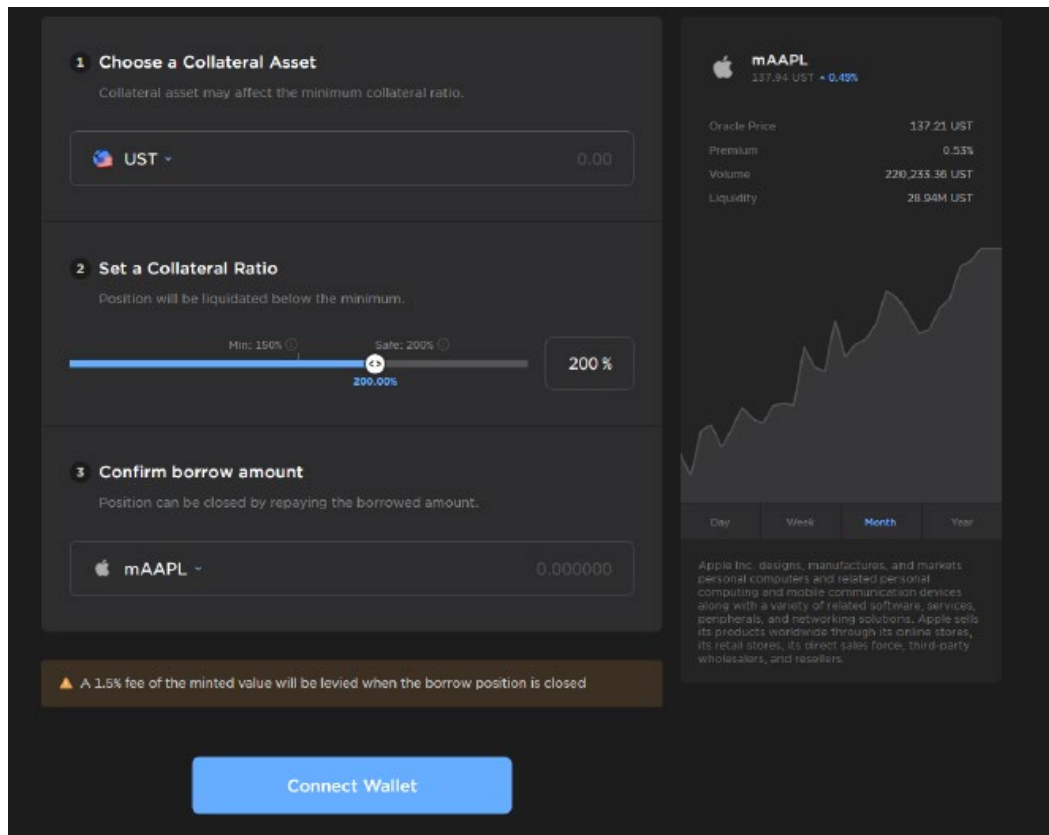 1 Choose a Collateral Asset
Collateral asset may affect the minimum collateral ratio.
UST
0.00
2 Set a Collateral Ratio
Position will be liquidated below the minimum.
Min: 150%
Safe: 200%
200.00%
200 %
3 Confirm borrow amount
Position can be closed by repaying the borrowed amount.
mAAPL
0.000000
A 1.5% fee of the minted value will be levied when the borrow position is closed
Connect Wallet
mAAPL
137.94 UST 0.49%
Oracle Price 137.21 UST
Premium 0.53%
Volume 220,233.36 UST
Liquidity 28.94M UST
Day Week Month Year
Apple Inc. designs, manufactures, and markets
personal computers and related personal
computing and mobile communication devices
along with a variety of related software, services,
peripherals, and networking solutions. Apple sells
its products worldwide through its online stores,
its retail stores, its direct sales force, third-party
wholesalers, and resellers.